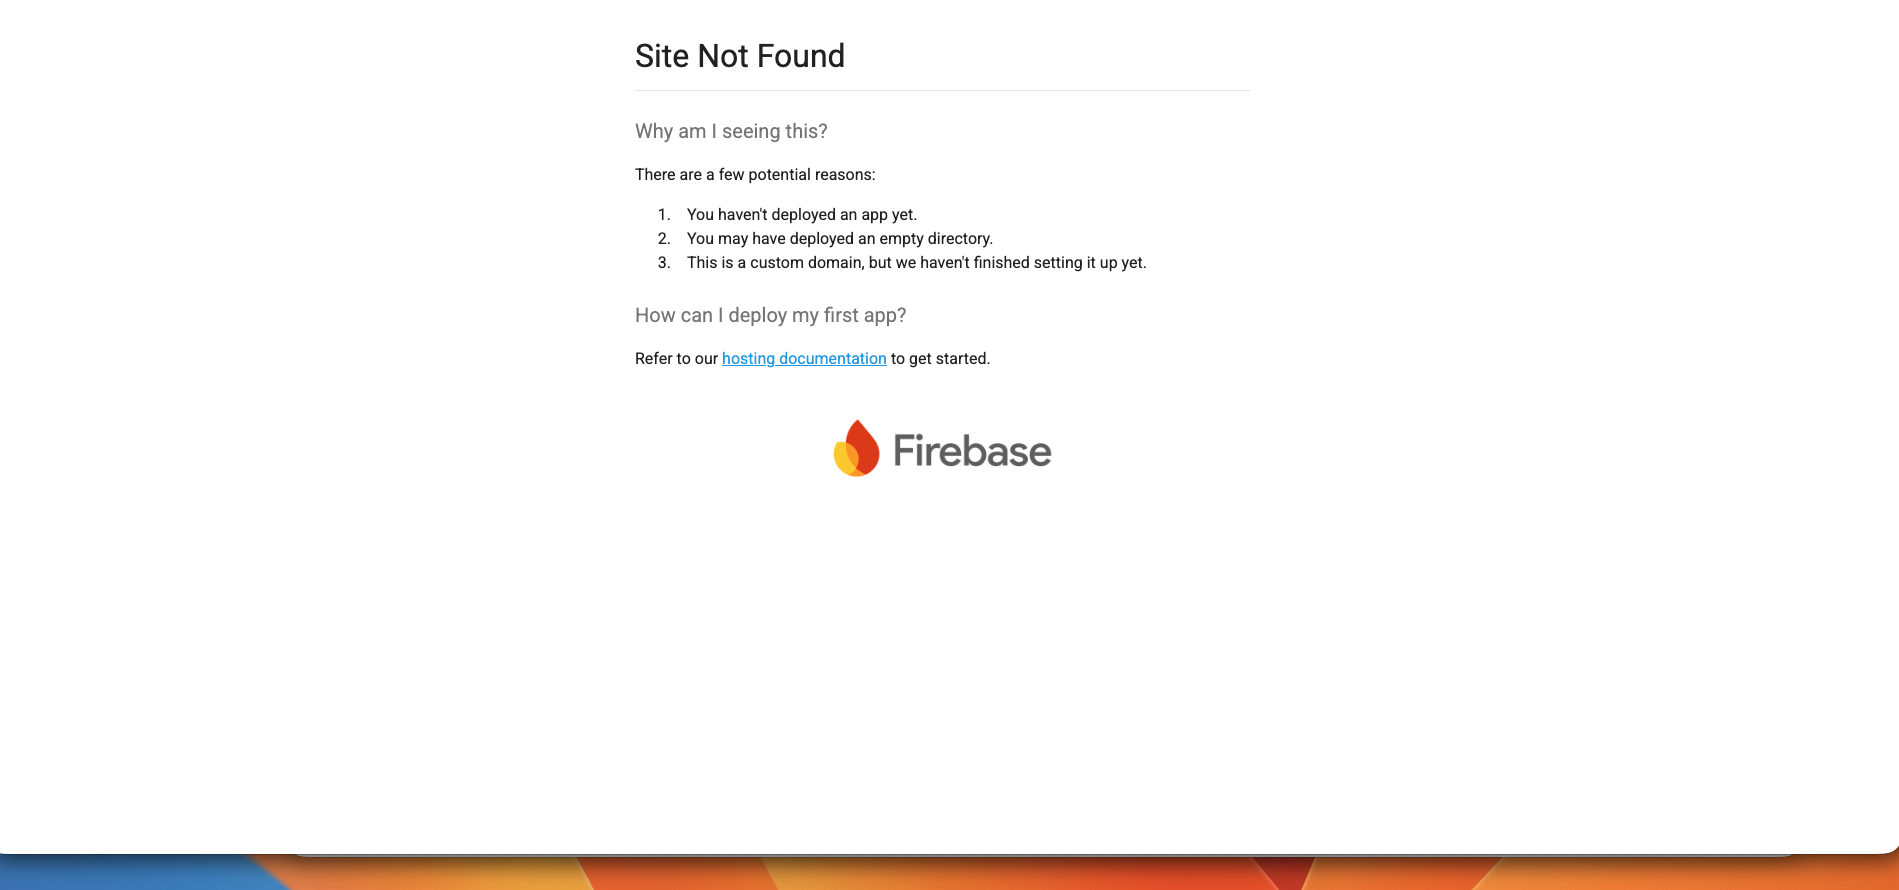 Site Not Found
Why am I seeing this?
There are a few potential reasons:
1. You haven't deployed an app yet.
2. You may have deployed an empty directory.
3. This is a custom domain, but we haven't finished setting it up yet.
How can I deploy my first app?
Refer to our hosting documentation to get started.
Firebase